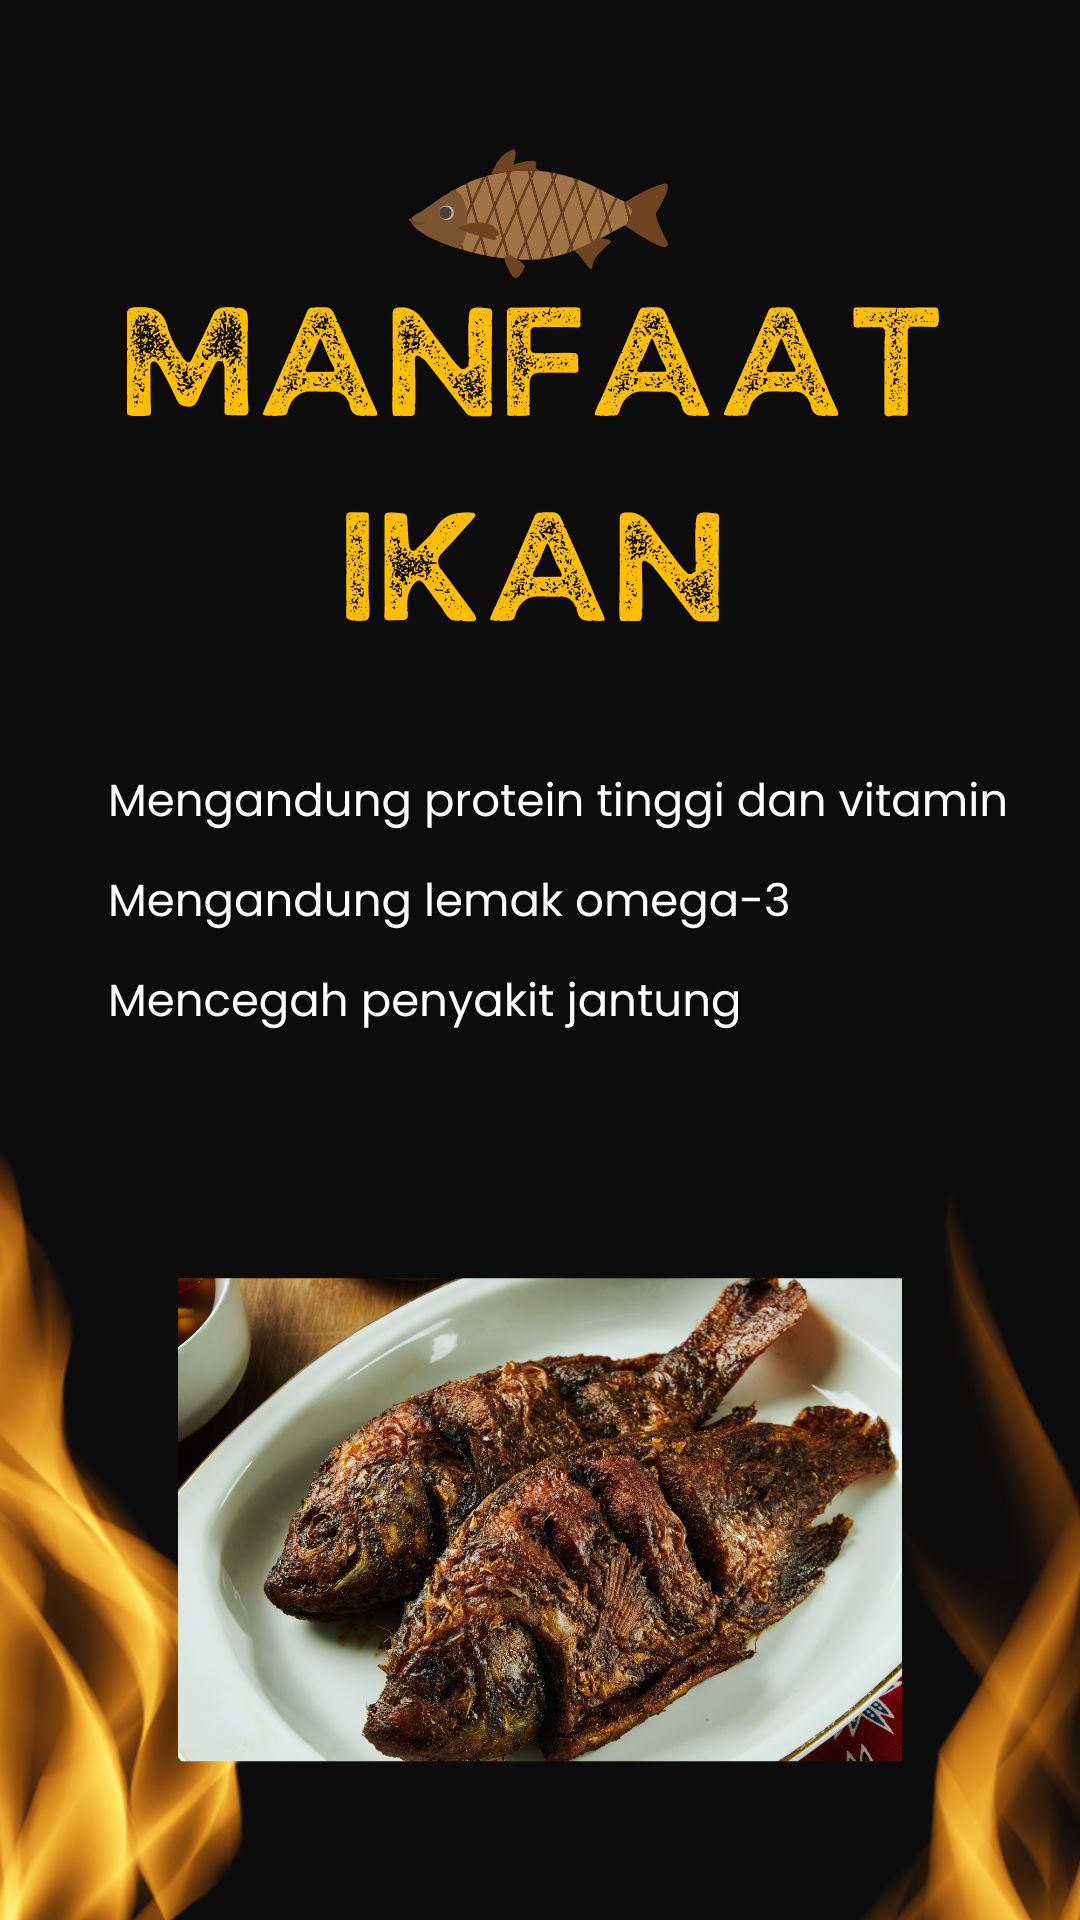 MANFAAT
IKAN
Mengandung protein tinggi dan vitamin
Mengandung lemak omega-3
Mencegah penyakit jantung